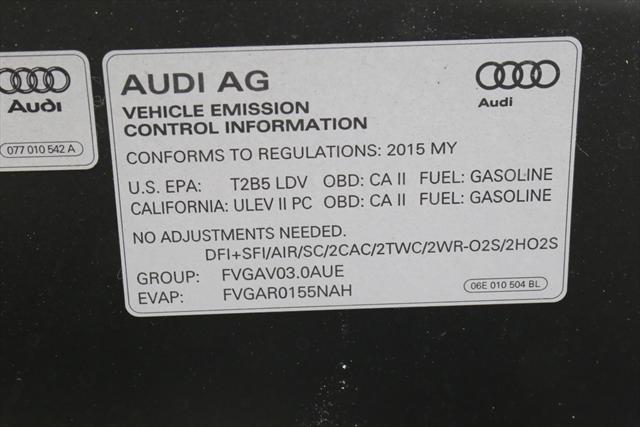 Audi
077 010 542 A
AUDI AG
Audi
VEHICLE EMISSION
CONTROL INFORMATION
CONFORMS TO REGULATIONS: 2015 MY
U.S. EPA: T2B5 LDV OBD: CA II FUEL: GASOLINE
CALIFORNIA: ULEV II PC OBD: CA II FUEL: GASOLINE
NO ADJUSTMENTS NEEDED.
DFI+SFI/AIR/SC/2CAC/2TWC/2WR-O2S/2HO2S
GROUP: FVGAV03.0AUE
EVAP: FVGAR0155NAH
06E 010 504 BL